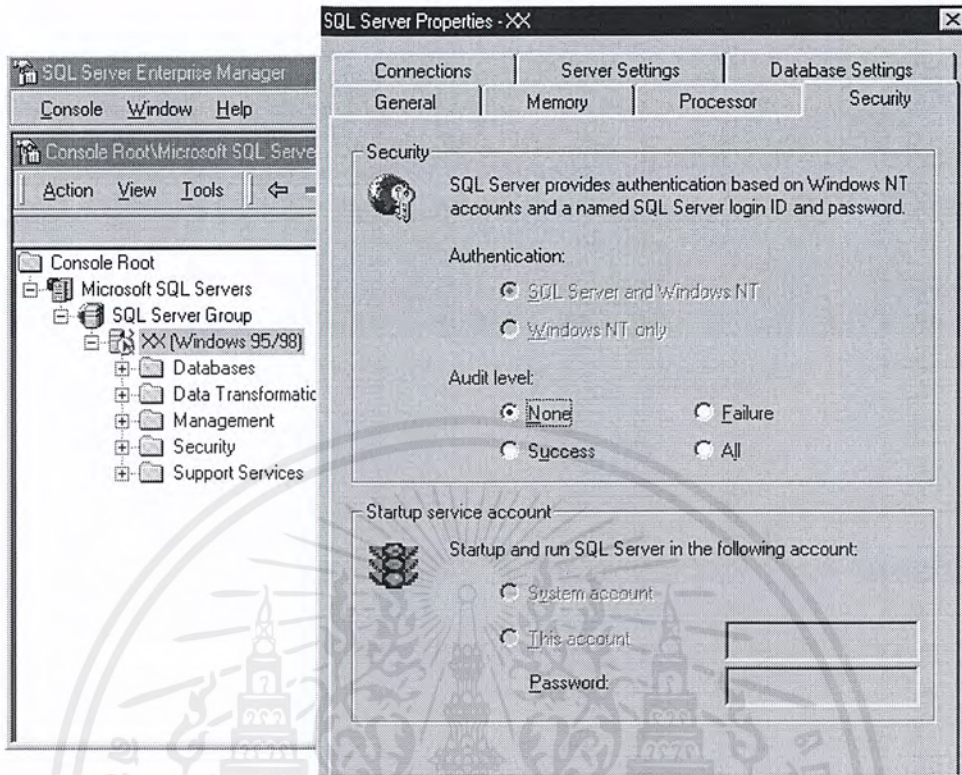 SQL Server Enterprise Manager
Console Window Help
Console Root\Microsoft SQL Serve
Action View Tools
Console Root
Microsoft SQL Servers
SQL Server Group
XX (Windows 95/98)
Databases
Data Transformatic
Management
Security
Support Services
SQL Server Properties - XX
Connections Server Settings Database Settings
General Memory Processor Security
Security
SQL Server provides authentication based on Windows NT
accounts and a named SQL Server login ID and password.
Authentication:
SQL Server and Windows NT
Windows NT only
Audit level:
None Failure
Success All
Startup service account
Startup and run SQL Server in the following account:
System account
This account
Password: